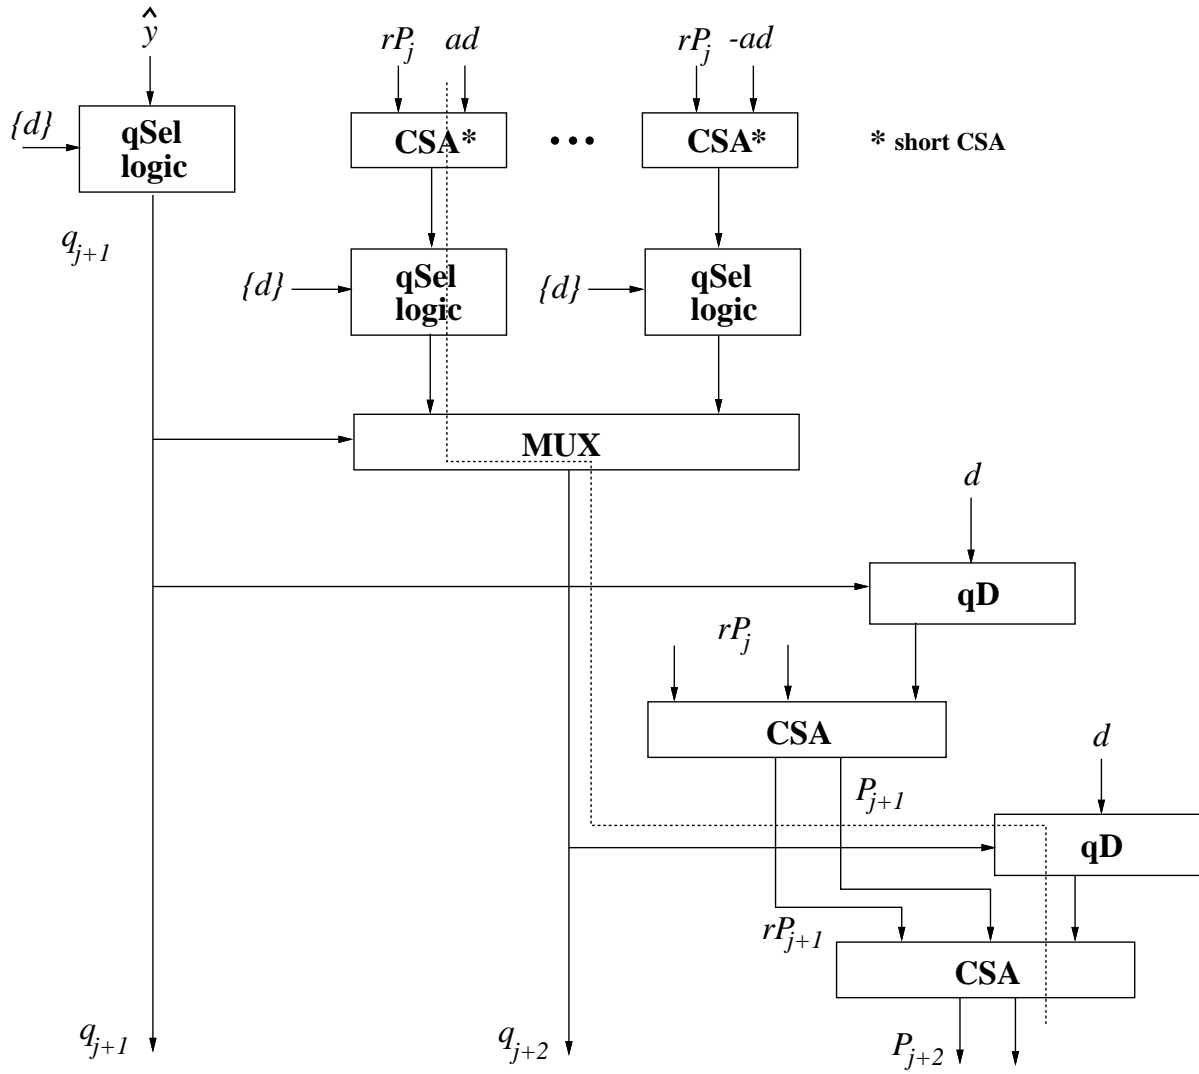 ŷ
rP_j ad rP_j -ad
{d} qSel logic
CSA* ••• CSA* * short CSA
q_{j+1}
{d} qSel logic {d} qSel logic
MUX
d
qD
rP_j
CSA
d
P_{j+1}
qD
rP_{j+1}
CSA
q_{j+1} q_{j+2} P_{j+2}